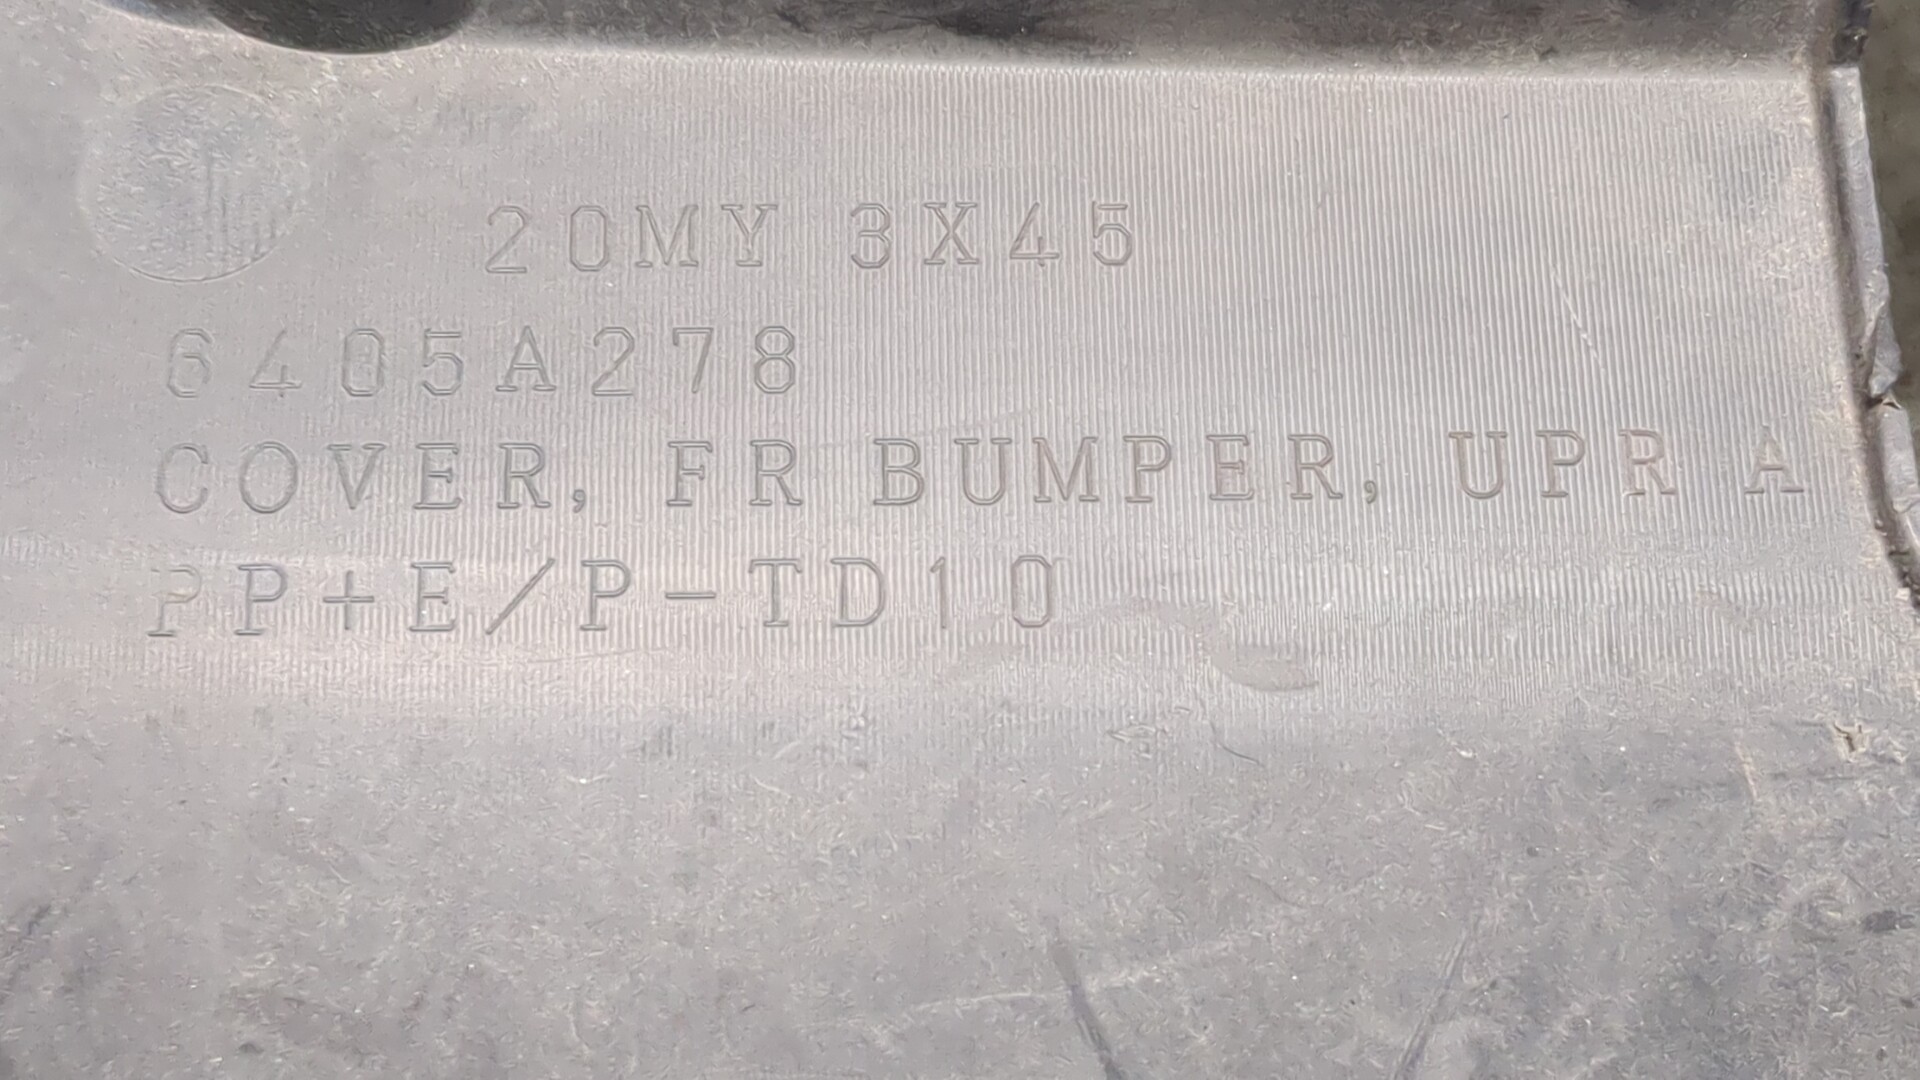 20MY 3X45
6405A278
COVER, FR BUMPER, UPR A
PP+E/P-TD10